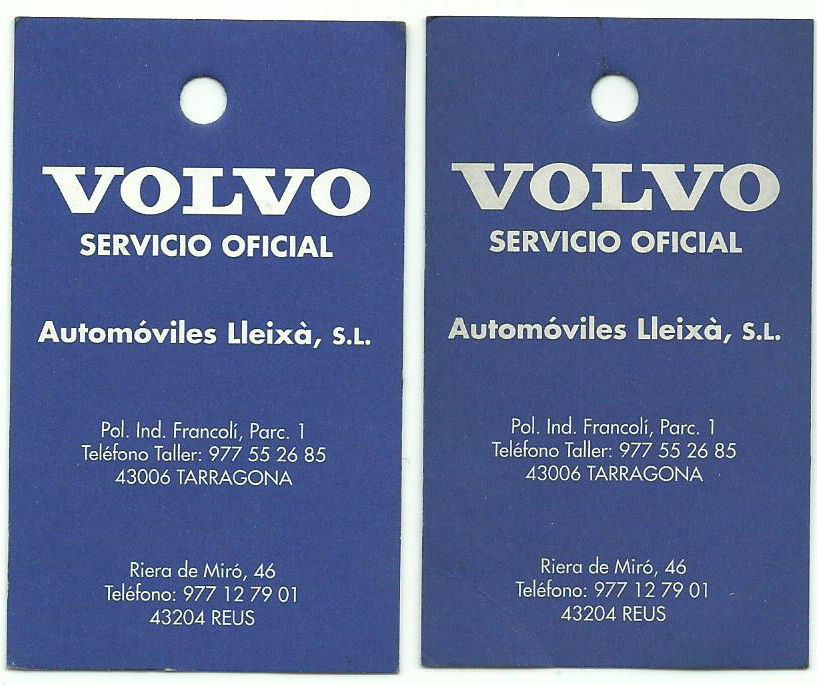 VOLVO
SERVICIO OFICIAL
Automóviles Lleixà, S.L.
Pol. Ind. Francolí, Parc. 1
Teléfono Taller: 977 55 26 85
43006 TARRAGONA
Riera de Miró, 46
Teléfono: 977 12 79 01
43204 REUS
VOLVO
SERVICIO OFICIAL
Automóviles Lleixà, S.L.
Pol. Ind. Francolí, Parc. 1
Teléfono Taller: 977 55 26 85
43006 TARRAGONA
Riera de Miró, 46
Teléfono: 977 12 79 01
43204 REUS